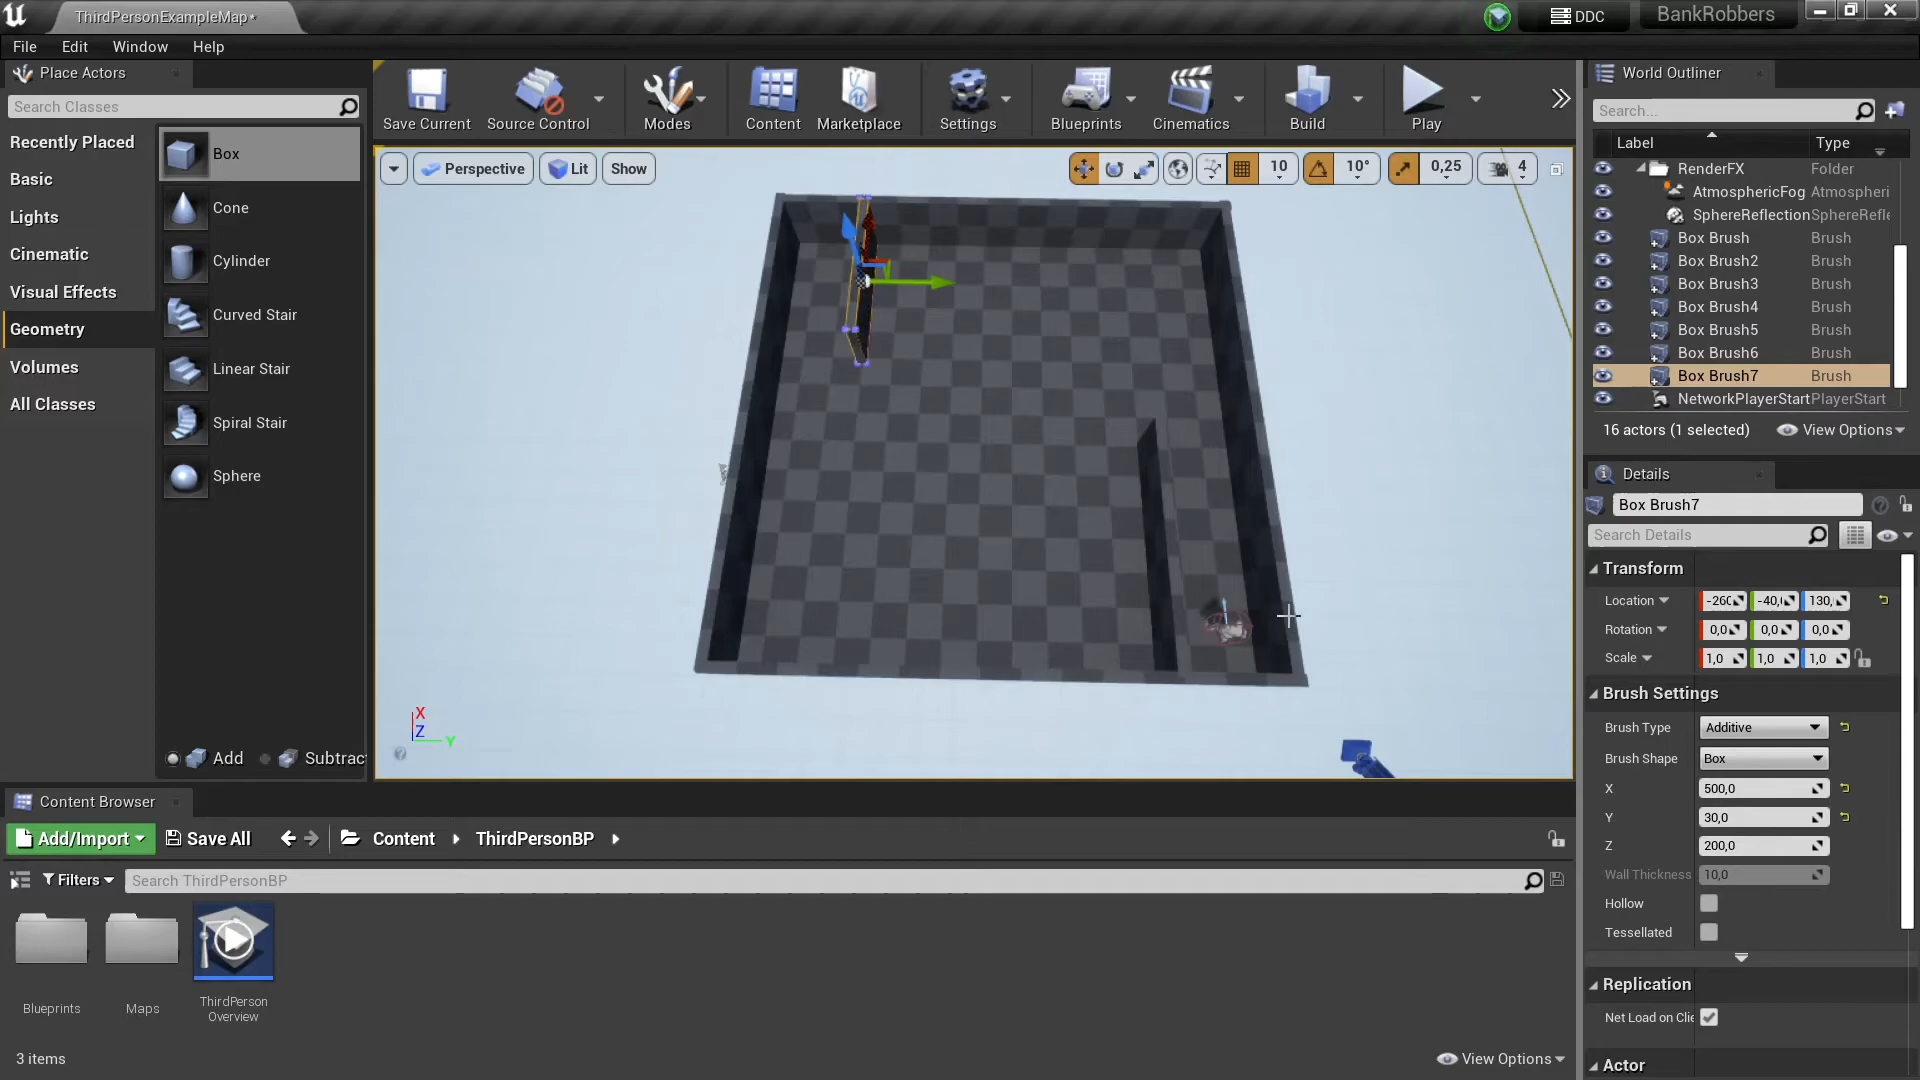 ThirdPersonExampleMap*
DDC
BankRobbers
File Edit Window Help
Place Actors
Search Classes
Recently Placed
Basic
Lights
Cinematic
Visual Effects
Geometry
Volumes
All Classes
Box
Cone
Cylinder
Curved Stair
Linear Stair
Spiral Stair
Sphere
Add
Subtrac
Save Current
Source Control
Modes
Content
Marketplace
Settings
Blueprints
Cinematics
Build
Play
Perspective
Lit
Show
10
10°
0,25
4
X
Z
Y
World Outliner
Search...
Label Type
RenderFX Folder
AtmosphericFog Atmospheri
SphereReflection SphereRefle
Box Brush Brush
Box Brush2 Brush
Box Brush3 Brush
Box Brush4 Brush
Box Brush5 Brush
Box Brush6 Brush
Box Brush7 Brush
NetworkPlayerStart PlayerStart
16 actors (1 selected)
View Options
Details
Box Brush7
Search Details
Transform
Location -260 -40,0 130,
Rotation 0,0 0,0 0,0
Scale 1,0 1,0 1,0
Brush Settings
Brush Type Additive
Brush Shape Box
X 500,0
Y 30,0
Z 200,0
Wall Thickness 10,0
Hollow
Tessellated
Replication
Net Load on Clie
Actor
Content Browser
Add/Import
Save All
Content
ThirdPersonBP
Filters
Search ThirdPersonBP
Blueprints
Maps
ThirdPerson
Overview
3 items
View Options